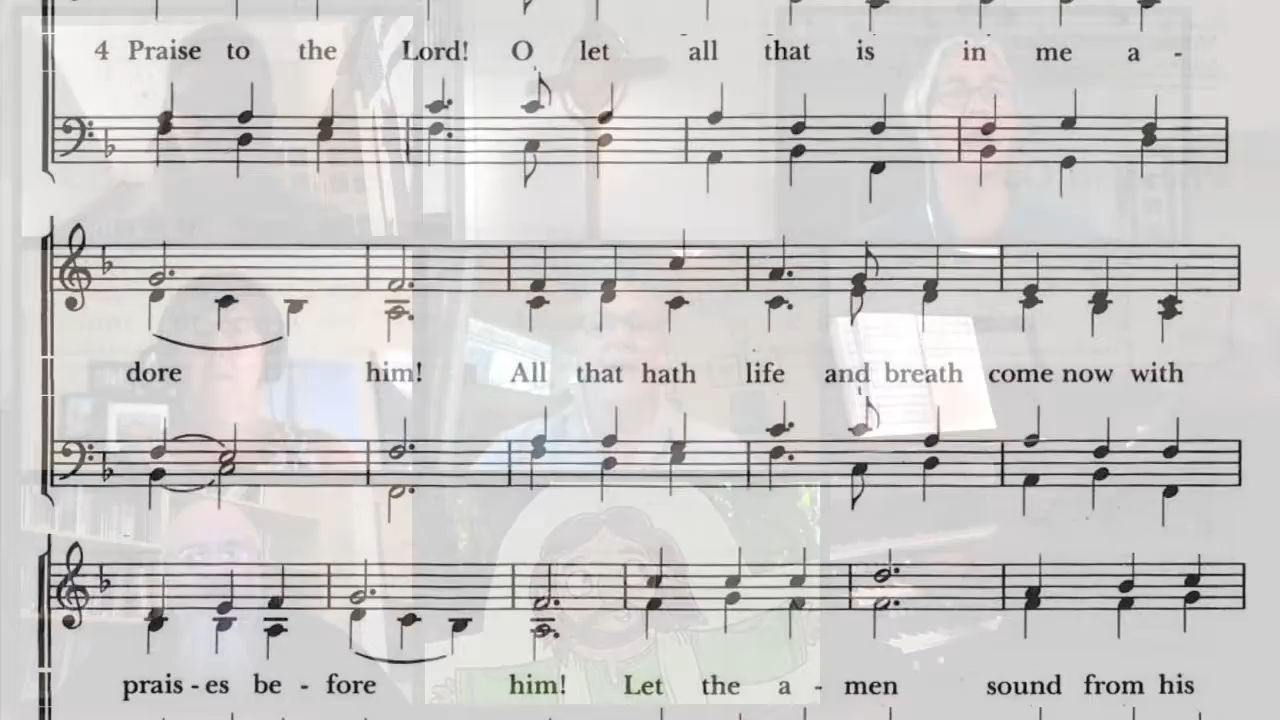 4 Praise to the Lord! O let all that is in me a -
dore him! All that hath life and breath come now with
prais - es be - fore him! Let the a - men sound from his